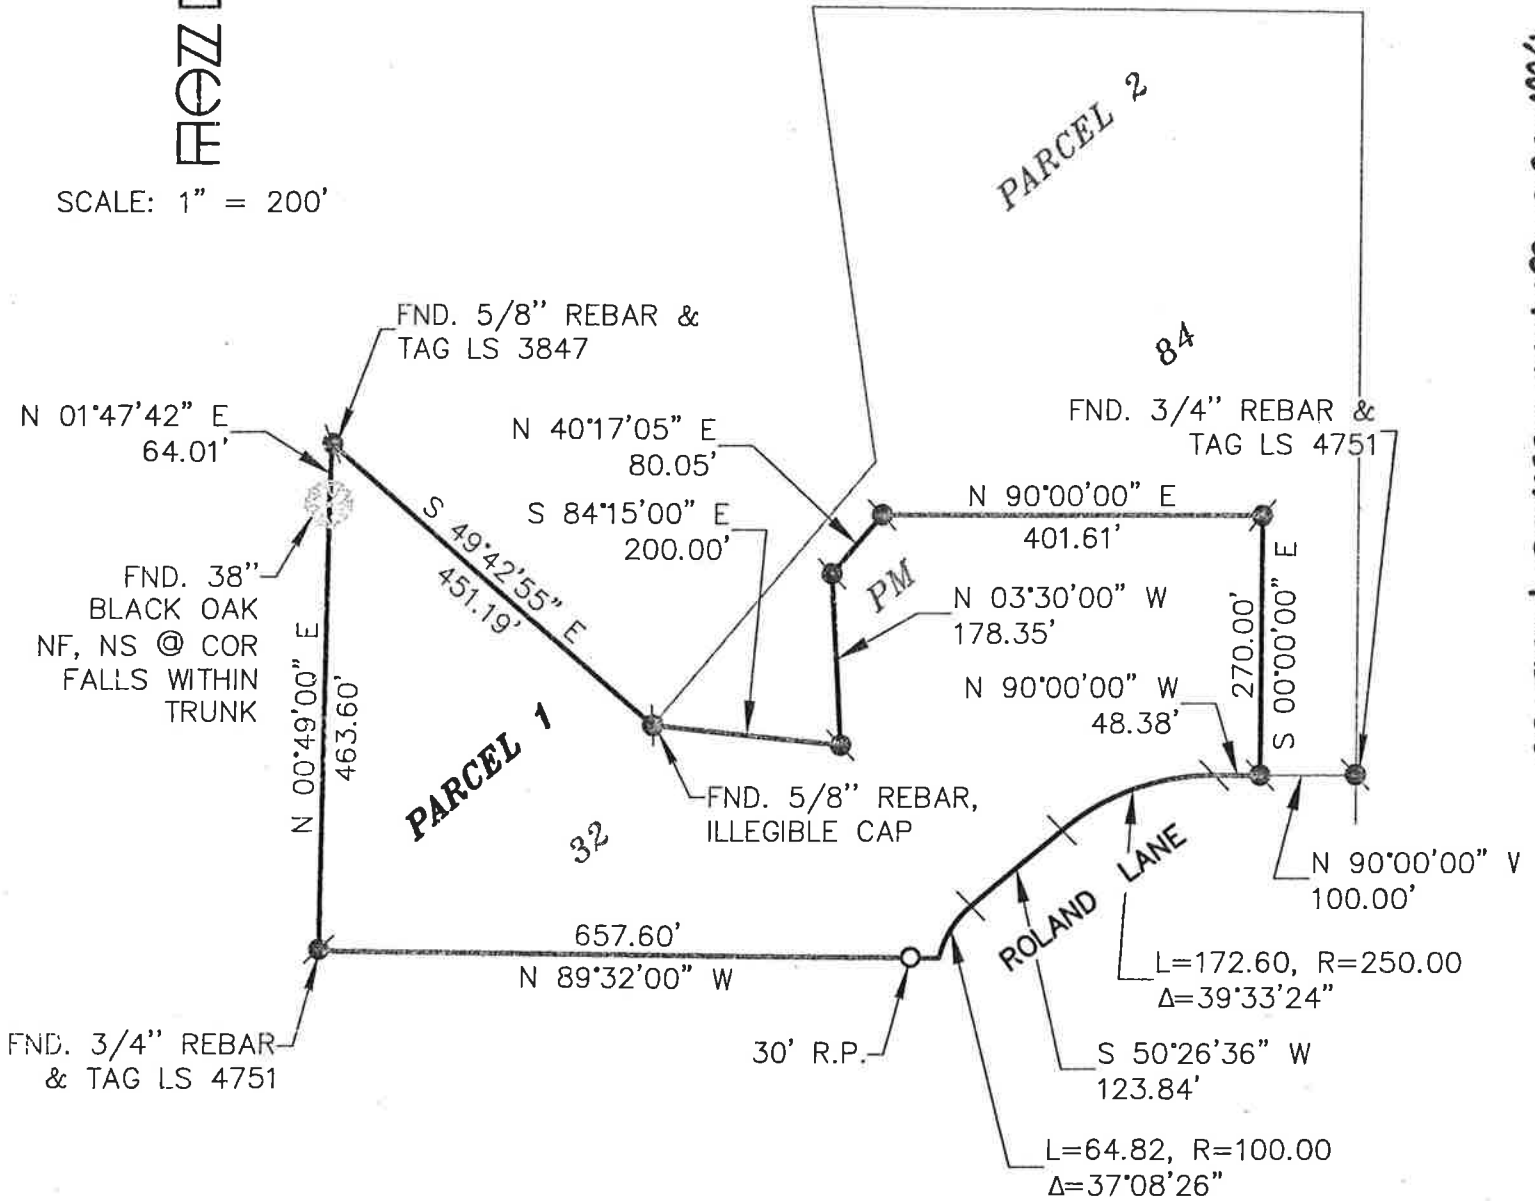 SCALE: 1" = 200'
PARCEL 2
84
FND. 5/8" REBAR &
TAG LS 3847
N 01°47'42" E
64.01'
N 40°17'05" E
80.05'
FND. 3/4" REBAR &
TAG LS 4751
S 84°15'00" E
200.00'
N 90°00'00" E
401.61'
S 49°42'55" E
451.19'
FND. 38"
BLACK OAK
NF, NS @ COR
FALLS WITHIN
TRUNK
PM
N 03°30'00" W
178.35'
270.00'
S 00°00'00" E
N 90°00'00" W
48.38'
N 00°49'00" E
463.60'
PARCEL 1
32
FND. 5/8" REBAR,
ILLEGIBLE CAP
ROLAND LANE
N 90°00'00"
100.00'
657.60'
N 89°32'00" W
L=172.60, R=250.00
Δ=39°33'24"
FND. 3/4" REBAR
& TAG LS 4751
30' R.P.
S 50°26'36" W
123.84'
L=64.82, R=100.00
Δ=37°08'26"